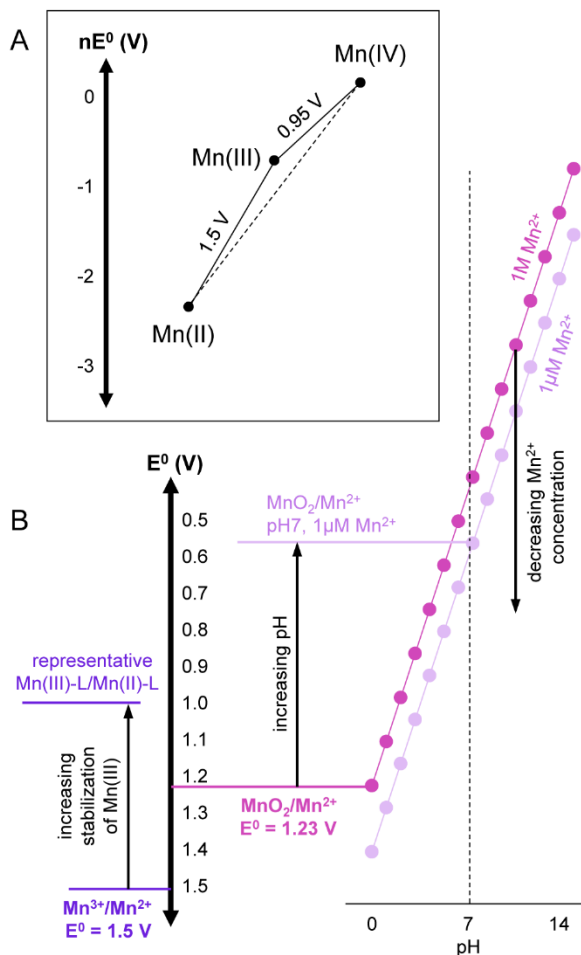 A
nE⁰ (V)
0
-1
-2
-3
Mn(IV)
0.95 V
Mn(III)
1.5 V
Mn(II)
1M Mn²⁺
1µM Mn²⁺
decreasing Mn²⁺
concentration
B
E⁰ (V)
0.5
0.6
0.7
0.8
0.9
1.0
1.1
1.2
1.3
1.4
1.5
MnO₂/Mn²⁺
pH7, 1µM Mn²⁺
increasing pH
representative
Mn(III)-L/Mn(II)-L
increasing
stabilization
of Mn(III)
MnO₂/Mn²⁺
E⁰ = 1.23 V
Mn³⁺/Mn²⁺
E⁰ = 1.5 V
0
7
14
pH